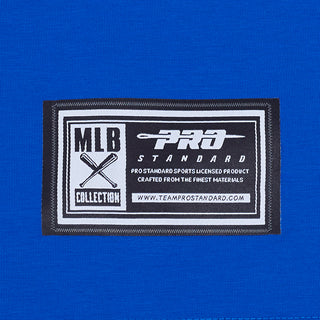 MLB
COLLECTION
PRO
STANDARD
PRO STANDARD SPORTS LICENSED PRODUCT
CRAFTED FROM THE FINEST MATERIALS
WWW.TEAMPROSTANDARD.COM